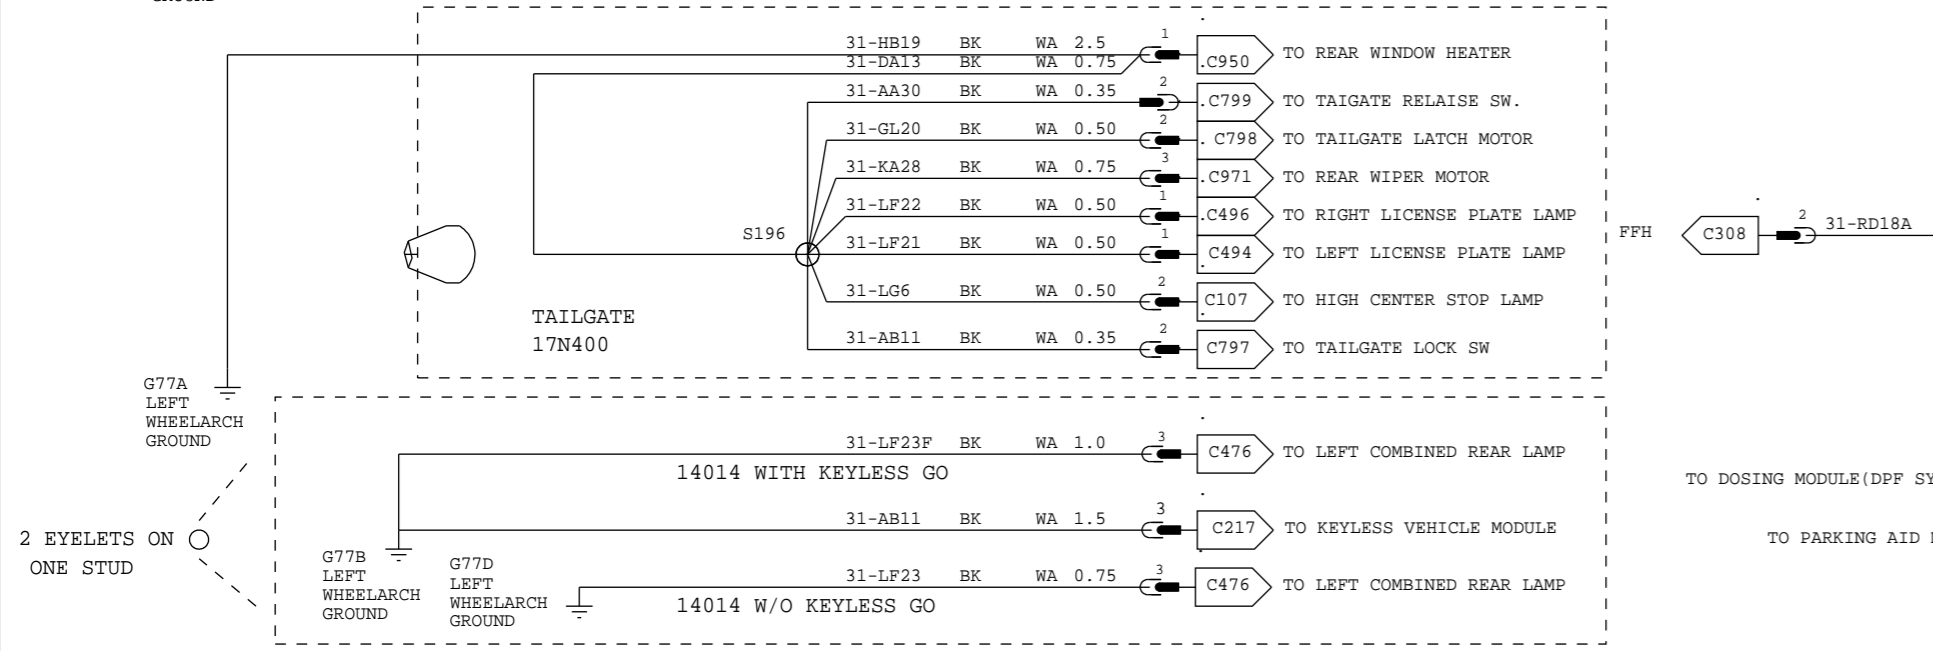 31-HB19 BK WA 2.5 1 .C950 TO REAR WINDOW HEATER
31-DA13 BK WA 0.75
31-AA30 BK WA 0.35 2 .C799 TO TAIGATE RELAISE SW.
31-GL20 BK WA 0.50 2 . C798 TO TAILGATE LATCH MOTOR
31-KA28 BK WA 0.75 3 .C971 TO REAR WIPER MOTOR
31-LF22 BK WA 0.50 1 .C496 TO RIGHT LICENSE PLATE LAMP
S196
31-LF21 BK WA 0.50 1 C494 TO LEFT LICENSE PLATE LAMP
31-LG6 BK WA 0.50 2 C107 TO HIGH CENTER STOP LAMP
31-AB11 BK WA 0.35 2 C797 TO TAILGATE LOCK SW
TAILGATE
17N400
FFH C308 2 31-RD18A
G77A
LEFT
WHEELARCH
GROUND
31-LF23F BK WA 1.0 3 C476 TO LEFT COMBINED REAR LAMP
14014 WITH KEYLESS GO
31-AB11 BK WA 1.5 3 C217 TO KEYLESS VEHICLE MODULE
2 EYELETS ON
ONE STUD
G77B
LEFT
WHEELARCH
GROUND
G77D
LEFT
WHEELARCH
GROUND
31-LF23 BK WA 0.75 3 C476 TO LEFT COMBINED REAR LAMP
14014 W/O KEYLESS GO
TO DOSING MODULE(DPF SY
TO PARKING AID